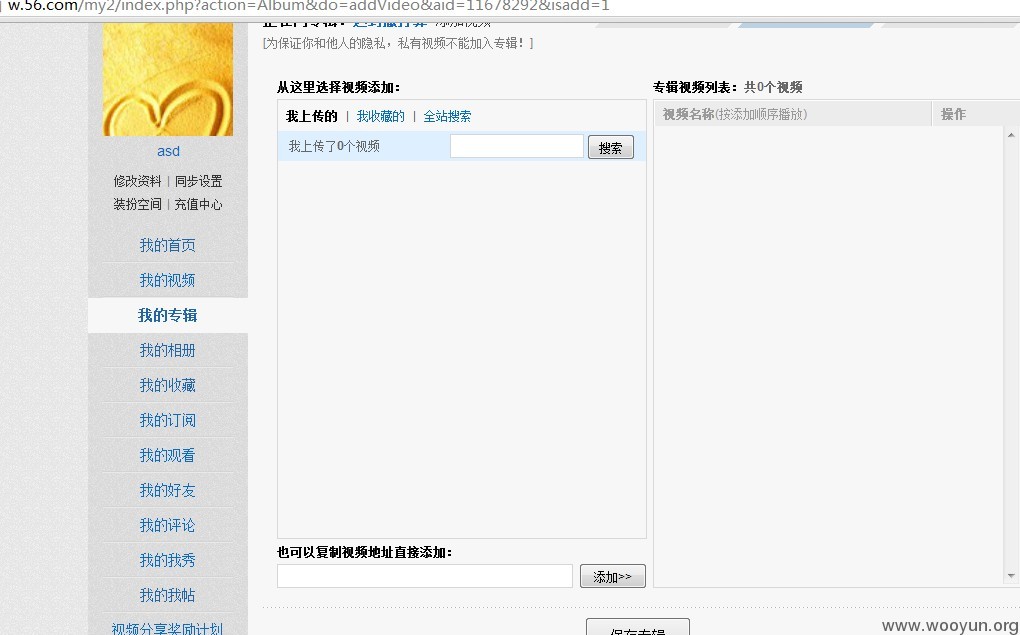 w.56.com/my2/index.php?action=Album&do=addVideo&aid=11678292&isadd=1
[为保证你和他人的隐私，私有视频不能加入专辑！]
从这里选择视频添加：
专辑视频列表：共0个视频
我上传的 | 我收藏的 | 全站搜索
视频名称(按添加顺序播放) 操作
我上传了0个视频 搜索
asd
修改资料 | 同步设置
装扮空间 | 充值中心
我的首页
我的视频
我的专辑
我的相册
我的收藏
我的订阅
我的观看
我的好友
我的评论
我的我秀
我的我帖
视频分享奖励计划
也可以复制视频地址直接添加：
添加>>
保存专辑
www.wooyun.org